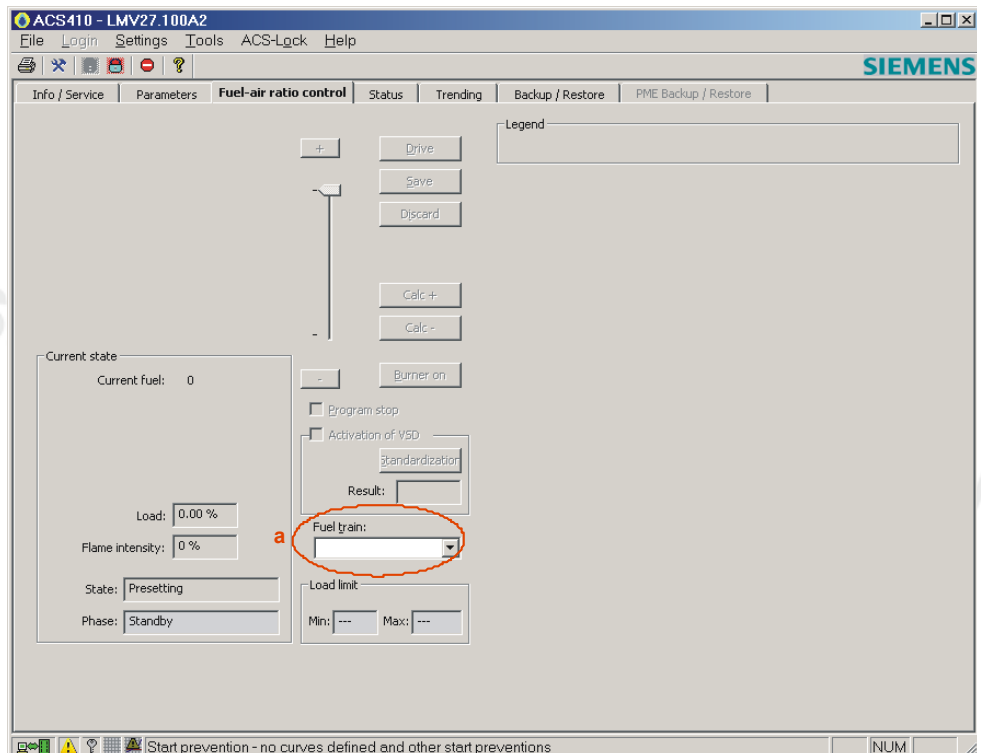 ACS410 - LMV27.100A2
File Login Settings Tools ACS-Lock Help
SIEMENS
Info / Service Parameters Fuel-air ratio control Status Trending Backup / Restore PME Backup / Restore
Legend
+ Drive
Save
Discard
Calc +
Calc -
Current state
Current fuel: 0
- Burner on
Program stop
Activation of VSD
Standardization
Result:
Load: 0.00 %
a Fuel train:
Flame intensity: 0 %
State: Presetting
Load limit
Phase: Standby
Min: --- Max: ---
Start prevention - no curves defined and other start preventions NUM